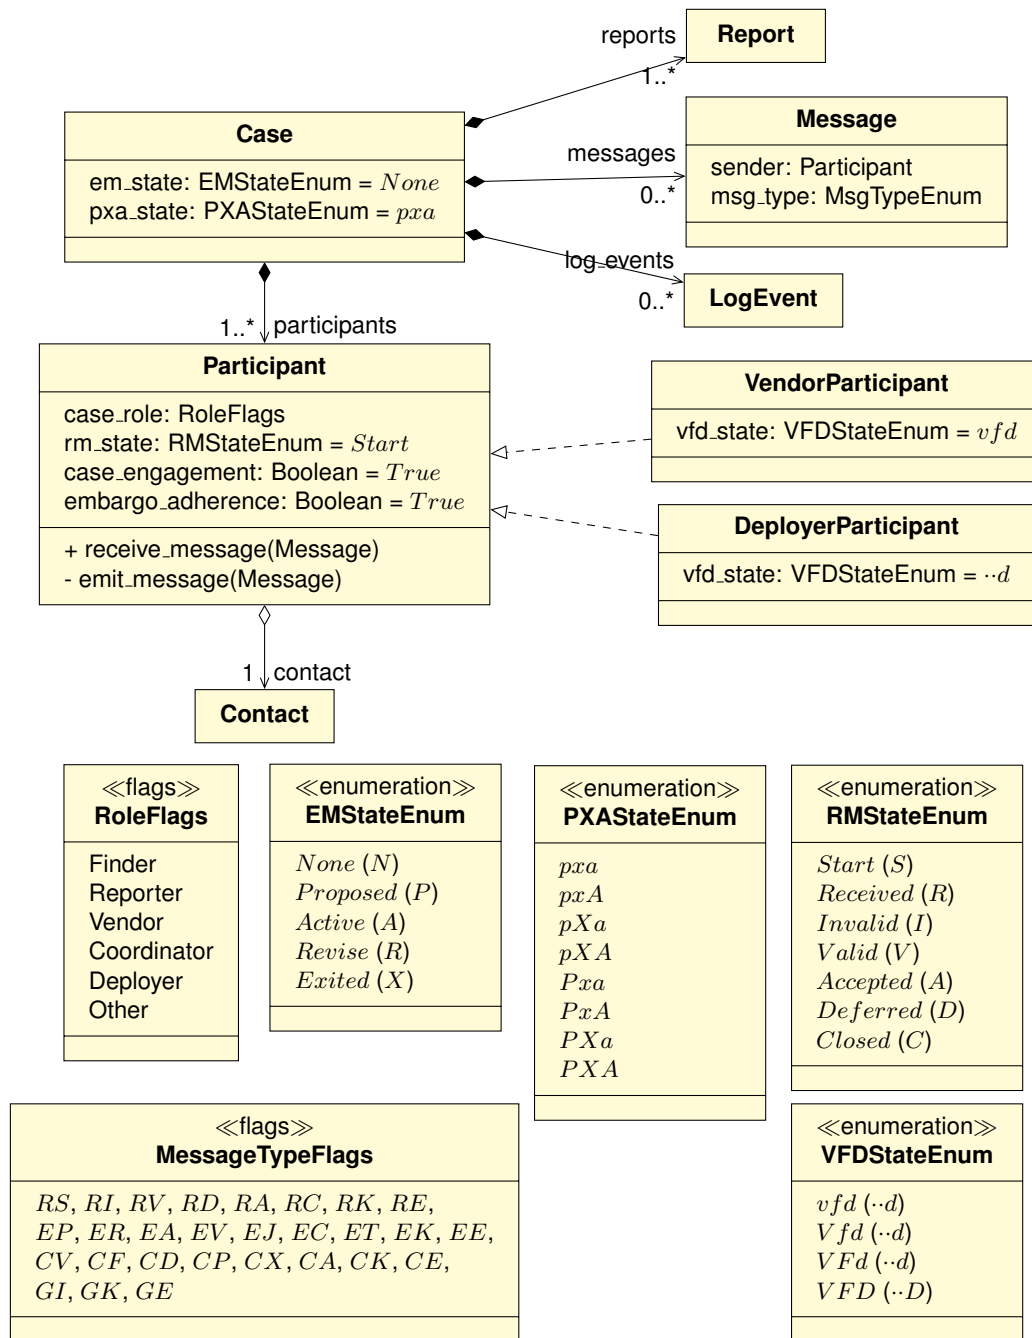 reports
Report
1..*
Case
em_state: EMStateEnum = None
pxa_state: PXAStateEnum = pxa
messages
0..*
Message
sender: Participant
msg_type: MsgTypeEnum
log_events
0..*
LogEvent
1..* participants
Participant
case_role: RoleFlags
rm_state: RMStateEnum = Start
case_engagement: Boolean = True
embargo_adherence: Boolean = True
+ receive_message(Message)
- emit_message(Message)
VendorParticipant
vfd_state: VFDStateEnum = vfd
DeployerParticipant
vfd_state: VFDStateEnum = ··d
1 contact
Contact
≪flags≫
RoleFlags
Finder
Reporter
Vendor
Coordinator
Deployer
Other
≪enumeration≫
EMStateEnum
None (N)
Proposed (P)
Active (A)
Revise (R)
Exited (X)
≪enumeration≫
PXAStateEnum
pxa
pxA
pXa
pXA
Pxa
PxA
PXa
PXA
≪enumeration≫
RMStateEnum
Start (S)
Received (R)
Invalid (I)
Valid (V)
Accepted (A)
Deferred (D)
Closed (C)
≪flags≫
MessageTypeFlags
RS, RI, RV, RD, RA, RC, RK, RE,
EP, ER, EA, EV, EJ, EC, ET, EK, EE,
CV, CF, CD, CP, CX, CA, CK, CE,
GI, GK, GE
≪enumeration≫
VFDStateEnum
vfd (··d)
Vfd (··d)
VFd (··d)
VFD (··D)